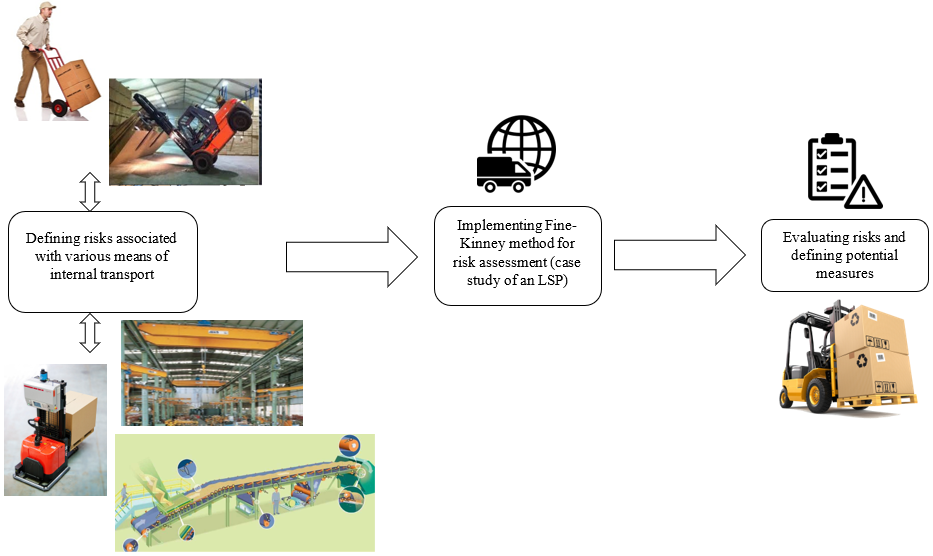 Defining risks associated
with various means of
internal transport
Implementing Fine-
Kinney method for
risk assessment (case
study of an LSP)
Evaluating risks and
defining potential
measures